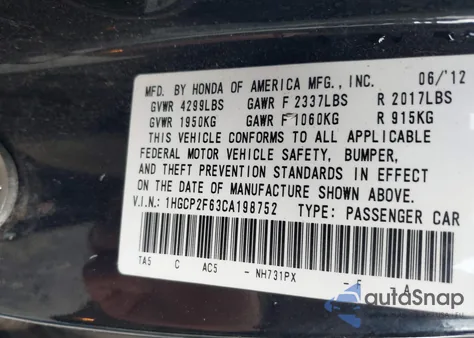 MFD. BY HONDA OF AMERICA MFG., INC. 06/'12
GVWR 4299LBS GAWR F 2337LBS R 2017LBS
GVWR 1950KG GAWR F 1060KG R 915KG
THIS VEHICLE CONFORMS TO ALL APPLICABLE
FEDERAL MOTOR VEHICLE SAFETY, BUMPER,
AND THEFT PREVENTION STANDARDS IN EFFECT
ON THE DATE OF MANUFACTURE SHOWN ABOVE.
V.I.N.: 1HGCP2F63CA198752 TYPE: PASSENGER CAR
TA5 C AC5 - NH731PX - E 1A
autoSnap